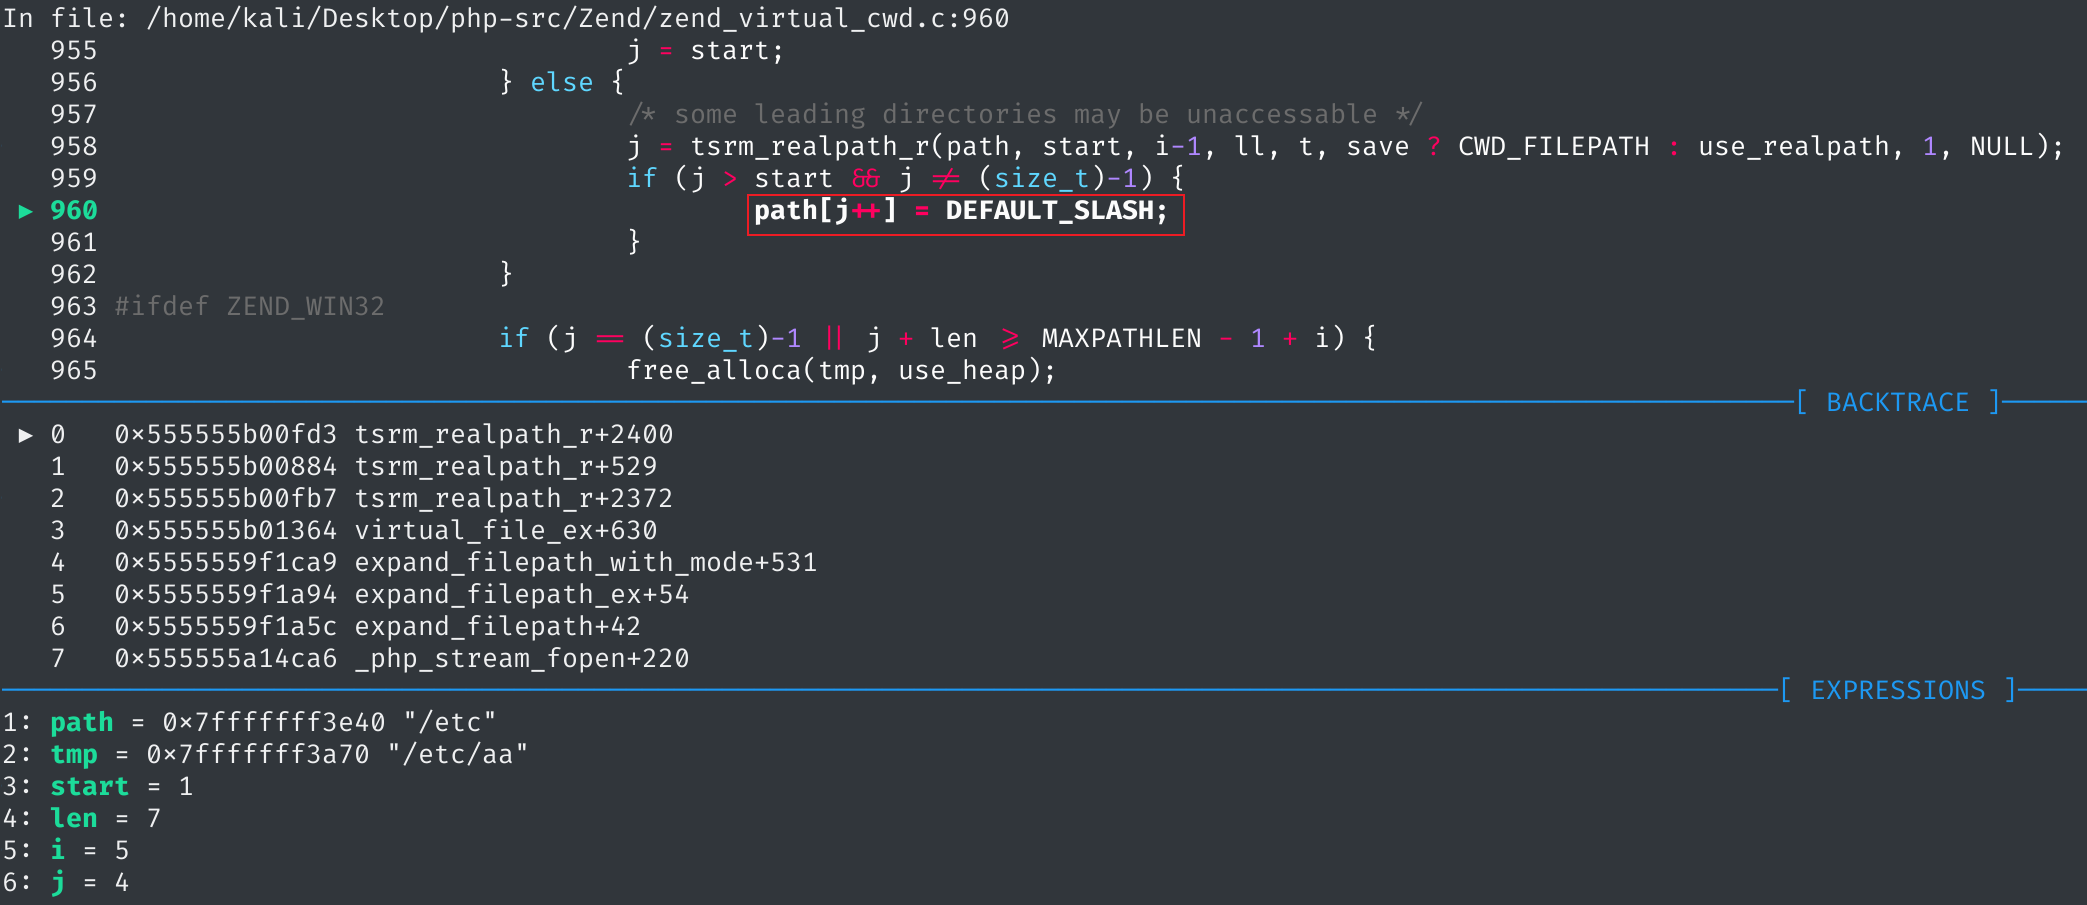 In file: /home/kali/Desktop/php-src/Zend/zend_virtual_cwd.c:960
955 j = start;
956 } else {
957 /* some leading directories may be unaccessable */
958 j = tsrm_realpath_r(path, start, i-1, ll, t, save ? CWD_FILEPATH : use_realpath, 1, NULL);
959 if (j > start && j != (size_t)-1) {
► 960 path[j++] = DEFAULT_SLASH;
961 }
962 }
963 #ifdef ZEND_WIN32
964 if (j == (size_t)-1 || j + len >= MAXPATHLEN - 1 + i) {
965 free_alloca(tmp, use_heap);
[ BACKTRACE ]
► 0 0×555555b00fd3 tsrm_realpath_r+2400
1 0×555555b00884 tsrm_realpath_r+529
2 0×555555b00fb7 tsrm_realpath_r+2372
3 0×555555b01364 virtual_file_ex+630
4 0×5555559f1ca9 expand_filepath_with_mode+531
5 0×5555559f1a94 expand_filepath_ex+54
6 0×5555559f1a5c expand_filepath+42
7 0×555555a14ca6 _php_stream_fopen+220
[ EXPRESSIONS ]
1: path = 0×7fffffff3e40 "/etc"
2: tmp = 0×7fffffff3a70 "/etc/aa"
3: start = 1
4: len = 7
5: i = 5
6: j = 4